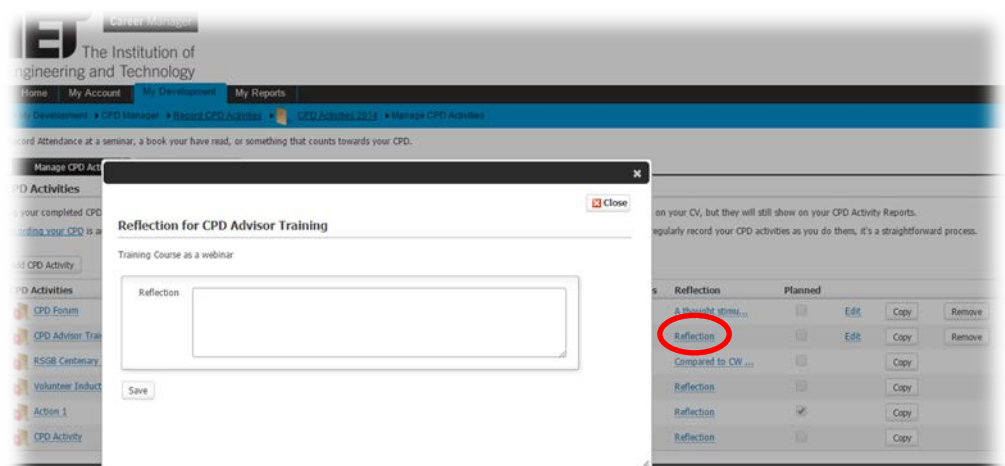 Career Manager
IET
The Institution of
ngineering and Technology
Home My Account My Development My Reports
My Development CPD Manager Record CPD Activities CPD Activities 2014 Manage CPD Activities
cord Attendance at a seminar, a book your have read, or something that counts towards your CPD.
Manage CPD Acti
PD Activities
your completed CPD on your CV, but they will still show on your CPD Activity Reports.
cording your CPD is a egularly record your CPD activities as you do them, it's a straightforward process.
dd CPD Activity
Close
Reflection for CPD Advisor Training
Training Course as a webinar
Reflection
Save
PD Activities s Reflection Planned
CPD Forum A thought stimu... Edit Copy Remove
CPD Advisor Trai Reflection Edit Copy Remove
RSGB Centenary Compared to CW ... Copy
Volunteer Induct Reflection Copy
Action 1 Reflection Copy
CPD Activity Reflection Copy